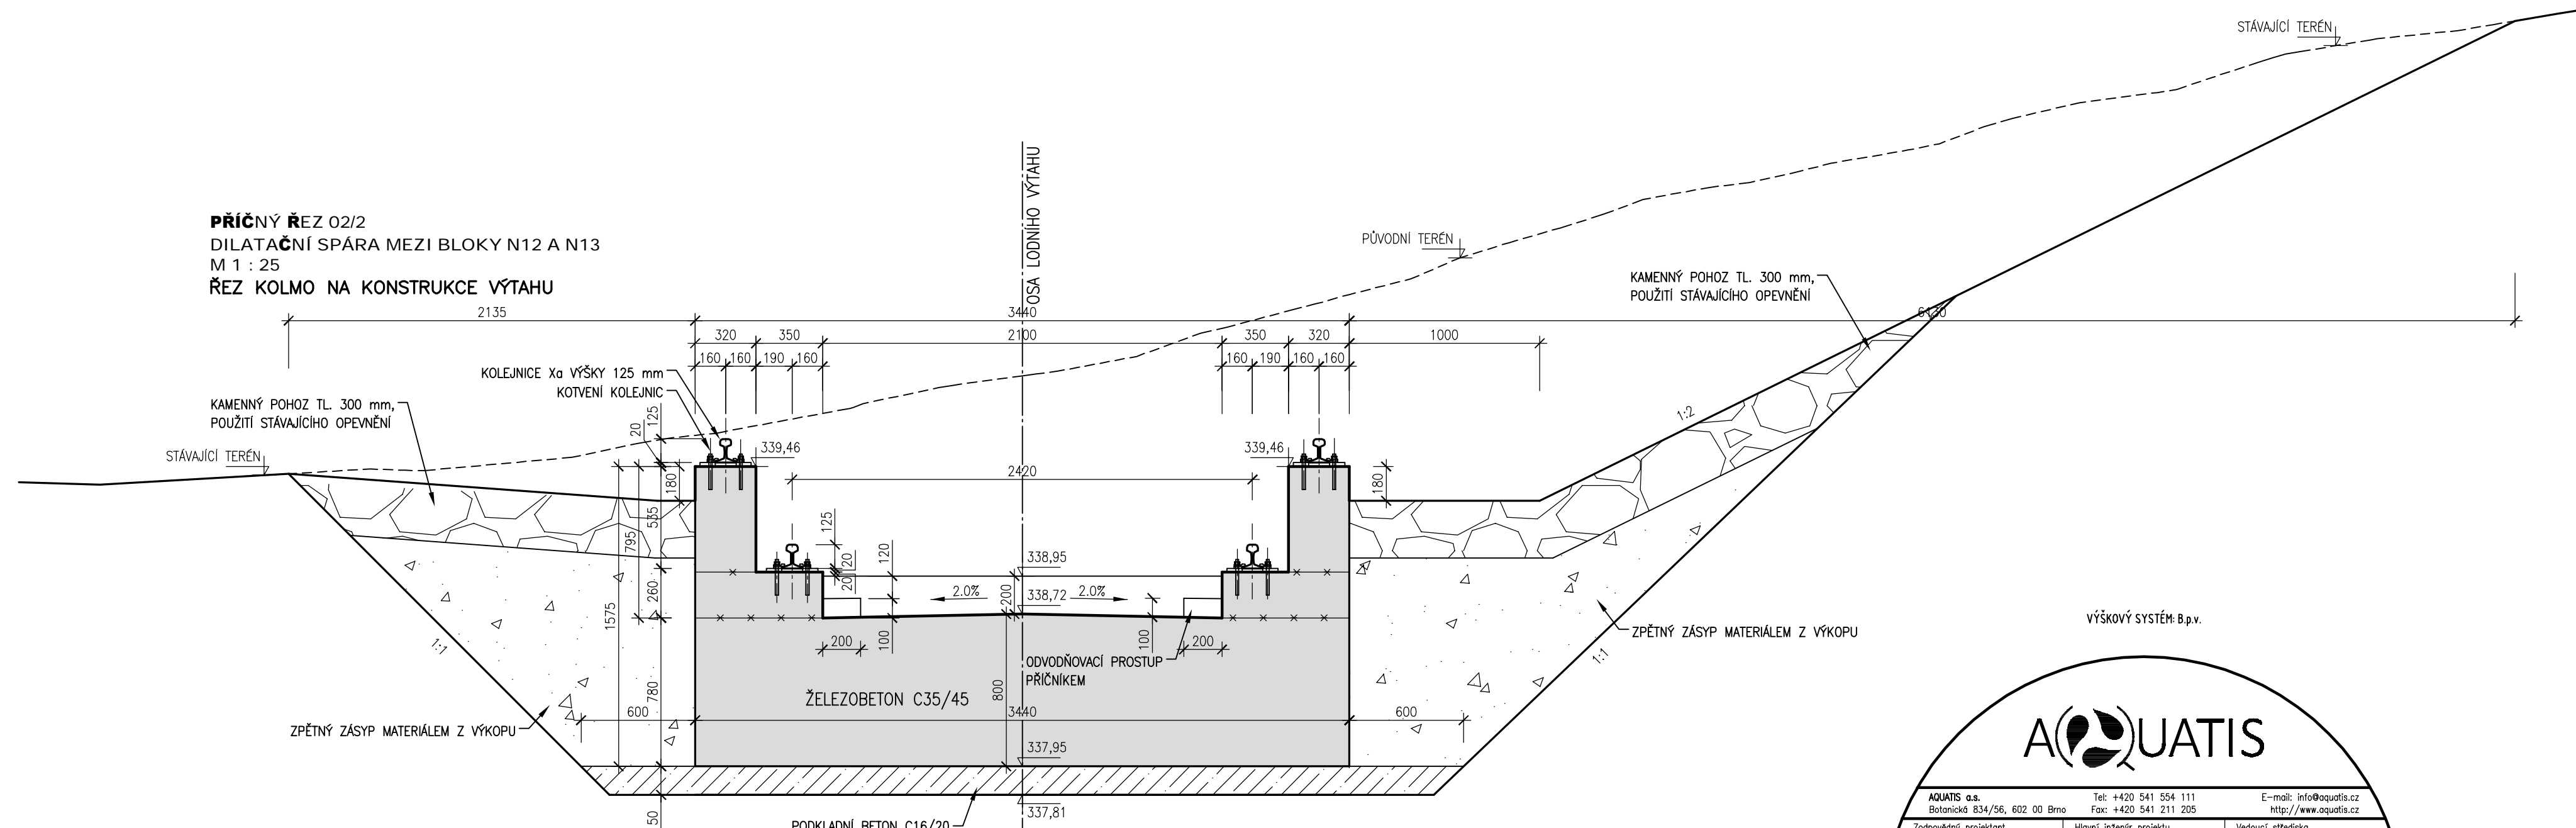 STÁVAJÍCÍ TERÉN
PŘÍČNÝ ŘEZ 02/2
DILATAČNÍ SPÁRA MEZI BLOKY N12 A N13
M 1 : 25
ŘEZ KOLMO NA KONSTRUKCE VÝTAHU
OSA LODNÍHO VÝTAHU
PŮVODNÍ TERÉN
KAMENNÝ POHOZ TL. 300 mm,
POUŽITÍ STÁVAJÍCÍHO OPEVNĚNÍ
2135
3440
6130
320
350
2100
350
320
1000
160
160
190
160
160
190
160
160
KOLEJNICE Xa VÝŠKY 125 mm
KOTVENÍ KOLEJNIC
KAMENNÝ POHOZ TL. 300 mm,
POUŽITÍ STÁVAJÍCÍHO OPEVNĚNÍ
STÁVAJÍCÍ TERÉN
125
20
339,46
339,46
1:2
2420
180
180
535
795
125
120
20
120
338,95
260
1575
2.0%
200
338,72
2.0%
100
100
200
200
1:1
1:1
ZPĚTNÝ ZÁSYP MATERIÁLEM Z VÝKOPU
ODVODŇOVACÍ PROSTUP
PŘÍČNÍKEM
ŽELEZOBETON C35/45
780
800
600
3440
600
ZPĚTNÝ ZÁSYP MATERIÁLEM Z VÝKOPU
337,95
337,81
50
PODKLADNÍ BETON C16/20
VÝŠKOVÝ SYSTÉM: B.p.v.
AQUATIS
AQUATIS a.s.
Botanická 834/56, 602 00 Brno
Tel: +420 541 554 111
Fax: +420 541 211 205
E-mail: info@aquatis.cz
http://www.aquatis.cz
Zodpovědný projektant
Hlavní inženýr projektu
Vedoucí střediska